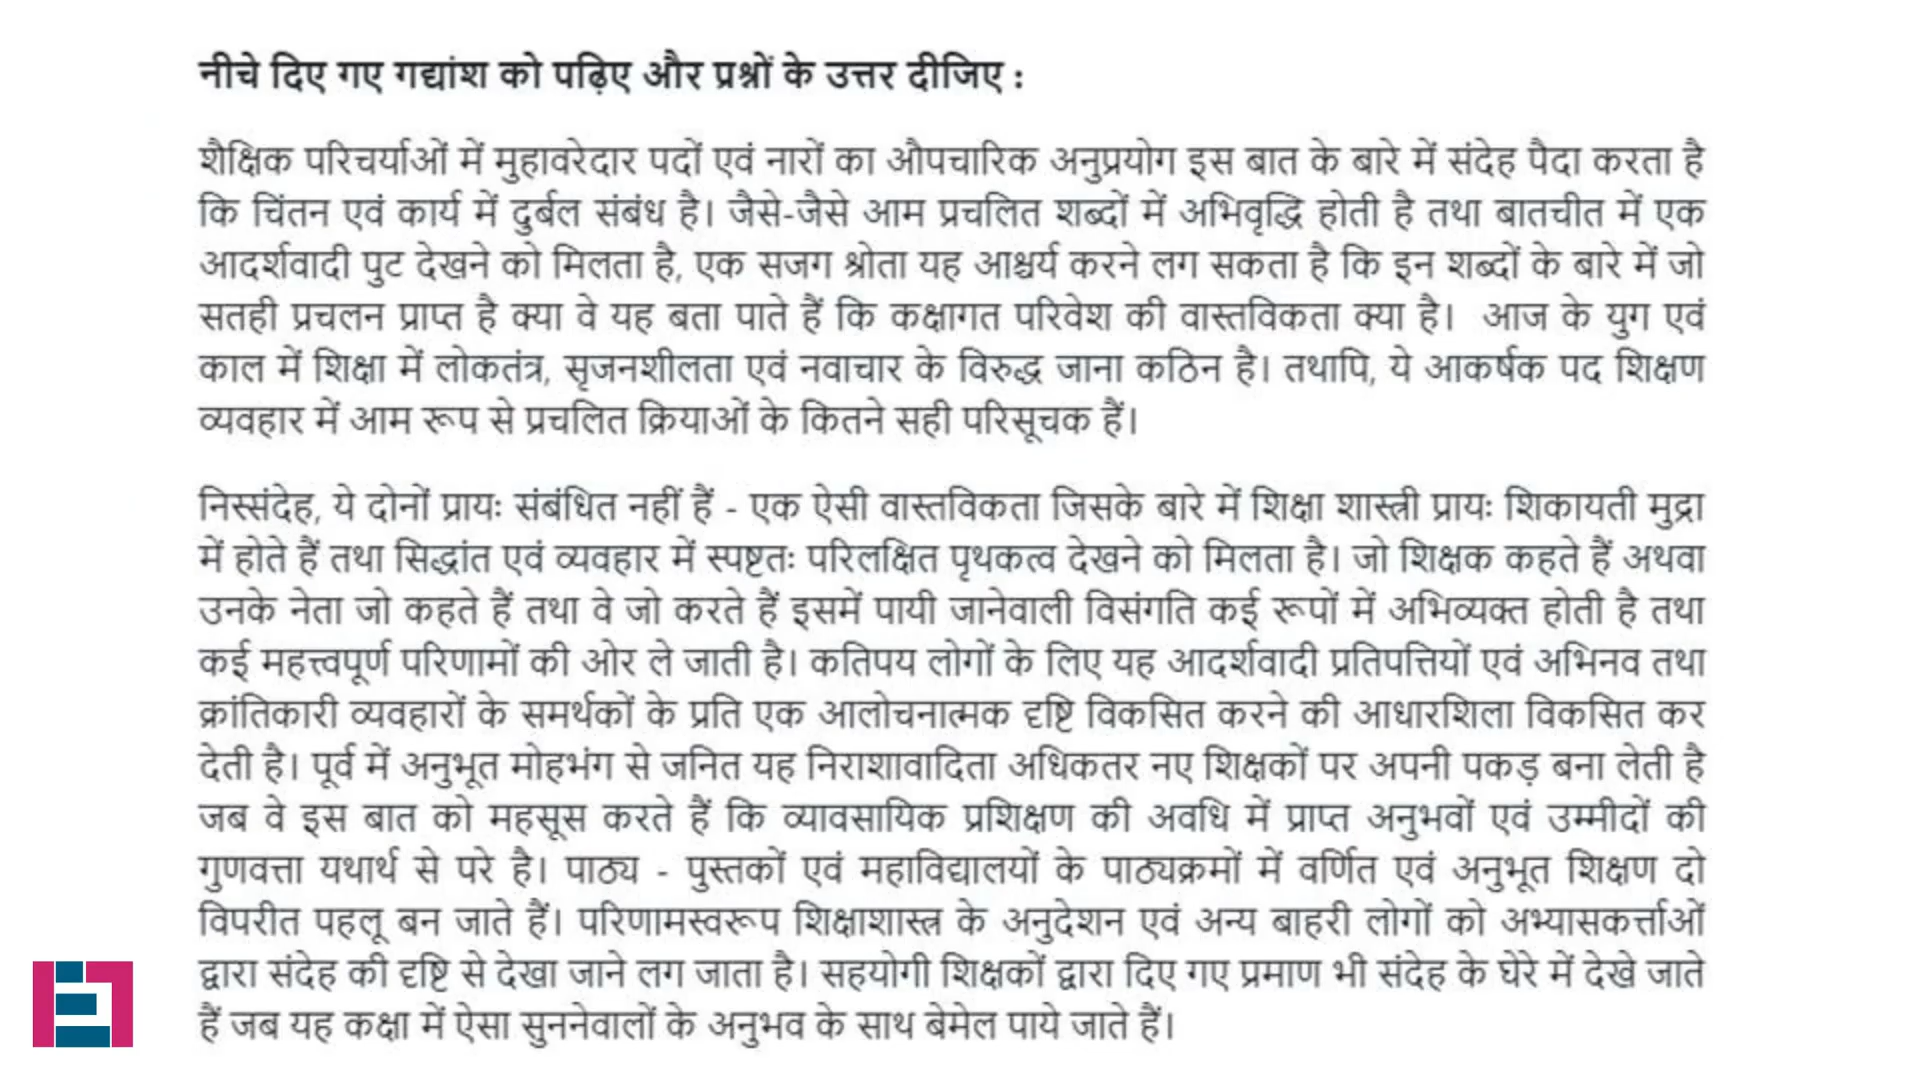 नीचे दिए गए गद्यांश को पढ़िए और प्रश्नों के उत्तर दीजिए :
शैक्षिक परिचर्याओं में मुहावरेदार पदों एवं नारों का औपचारिक अनुप्रयोग इस बात के बारे में संदेह पैदा करता है
कि चिंतन एवं कार्य में दुर्बल संबंध है। जैसे-जैसे आम प्रचलित शब्दों में अभिवृद्धि होती है तथा बातचीत में एक
आदर्शवादी पुट देखने को मिलता है, एक सजग श्रोता यह आश्चर्य करने लग सकता है कि इन शब्दों के बारे में जो
सतही प्रचलन प्राप्त है क्या वे यह बता पाते हैं कि कक्षागत परिवेश की वास्तविकता क्या है। आज के युग एवं
काल में शिक्षा में लोकतंत्र, सृजनशीलता एवं नवाचार के विरुद्ध जाना कठिन है। तथापि, ये आकर्षक पद शिक्षण
व्यवहार में आम रूप से प्रचलित क्रियाओं के कितने सही परिसूचक हैं।
निस्संदेह, ये दोनों प्रायः संबंधित नहीं हैं - एक ऐसी वास्तविकता जिसके बारे में शिक्षा शास्त्री प्रायः शिकायती मुद्रा
में होते हैं तथा सिद्धांत एवं व्यवहार में स्पष्टतः परिलक्षित पृथकत्व देखने को मिलता है। जो शिक्षक कहते हैं अथवा
उनके नेता जो कहते हैं तथा वे जो करते हैं इसमें पायी जानेवाली विसंगति कई रूपों में अभिव्यक्त होती है तथा
कई महत्त्वपूर्ण परिणामों की ओर ले जाती है। कतिपय लोगों के लिए यह आदर्शवादी प्रतिपत्तियों एवं अभिनव तथा
क्रांतिकारी व्यवहारों के समर्थकों के प्रति एक आलोचनात्मक दृष्टि विकसित करने की आधारशिला विकसित कर
देती है। पूर्व में अनुभूत मोहभंग से जनित यह निराशावादिता अधिकतर नए शिक्षकों पर अपनी पकड़ बना लेती है
जब वे इस बात को महसूस करते हैं कि व्यावसायिक प्रशिक्षण की अवधि में प्राप्त अनुभवों एवं उम्मीदों की
गुणवत्ता यथार्थ से परे है। पाठ्य - पुस्तकों एवं महाविद्यालयों के पाठ्यक्रमों में वर्णित एवं अनुभूत शिक्षण दो
विपरीत पहलू बन जाते हैं। परिणामस्वरूप शिक्षाशास्त्र के अनुदेशन एवं अन्य बाहरी लोगों को अभ्यासकर्त्ताओं
द्वारा संदेह की दृष्टि से देखा जाने लग जाता है। सहयोगी शिक्षकों द्वारा दिए गए प्रमाण भी संदेह के घेरे में देखे जाते
हैं जब यह कक्षा में ऐसा सुननेवालों के अनुभव के साथ बेमेल पाये जाते हैं।